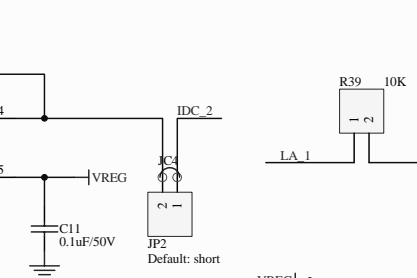 R39 10K
4 IDC_2
1 2
LA_1
JC4
5 VREG
2 1
C11
0.1uF/50V
JP2
Default: short